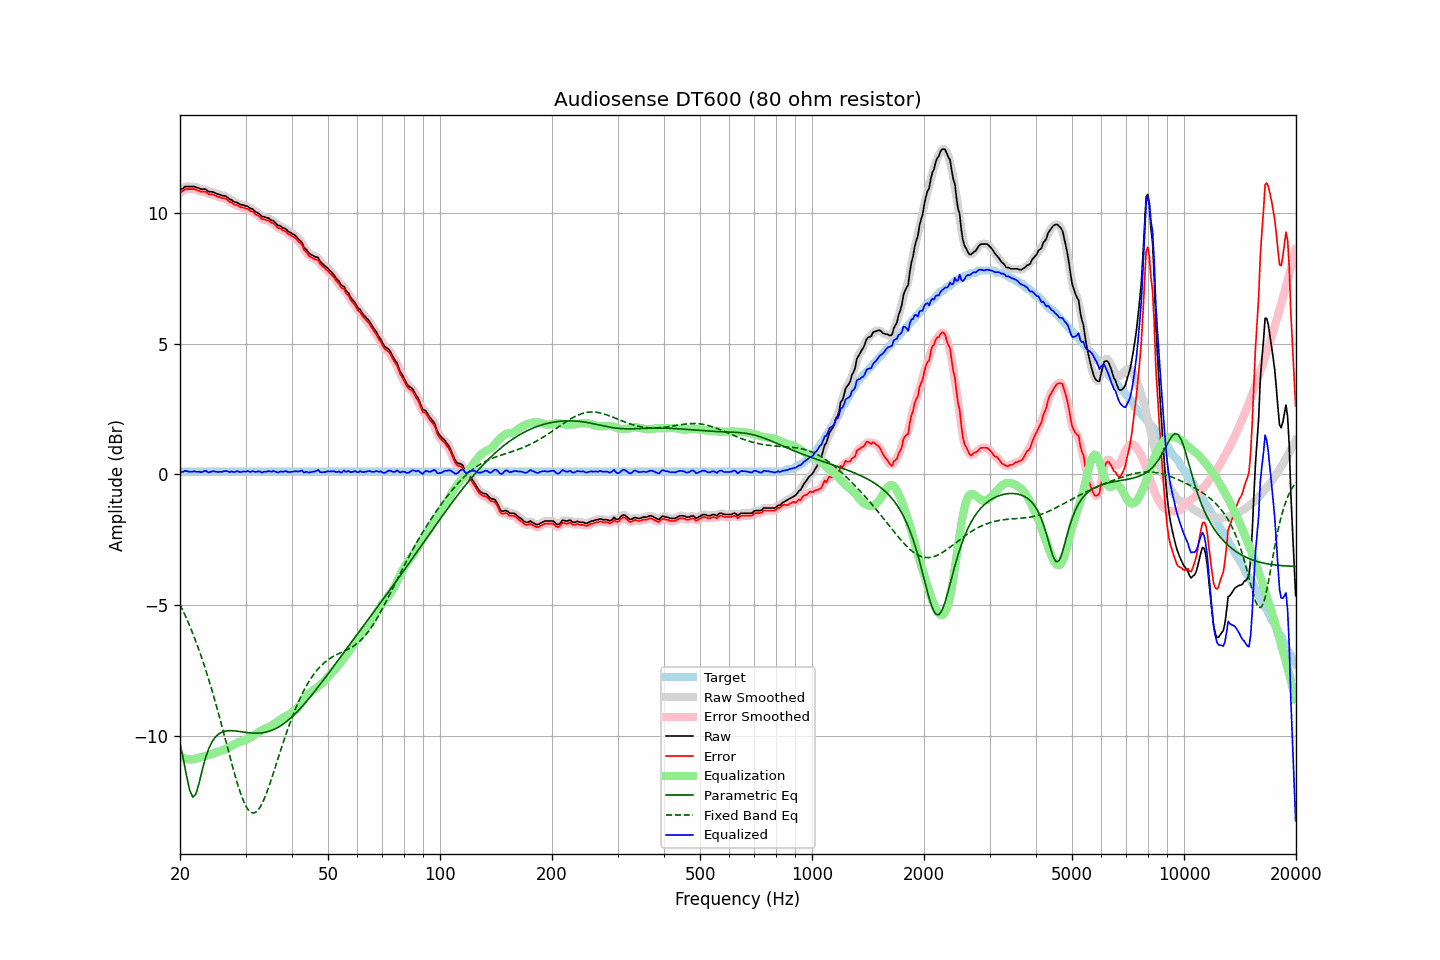 Audiosense DT600 (80 ohm resistor)
Amplitude (dBr)
10
5
0
−5
−10
Target
Raw Smoothed
Error Smoothed
Raw
Error
Equalization
Parametric Eq
Fixed Band Eq
Equalized
20 50 100 200 500 1000 2000 5000 10000 20000
Frequency (Hz)